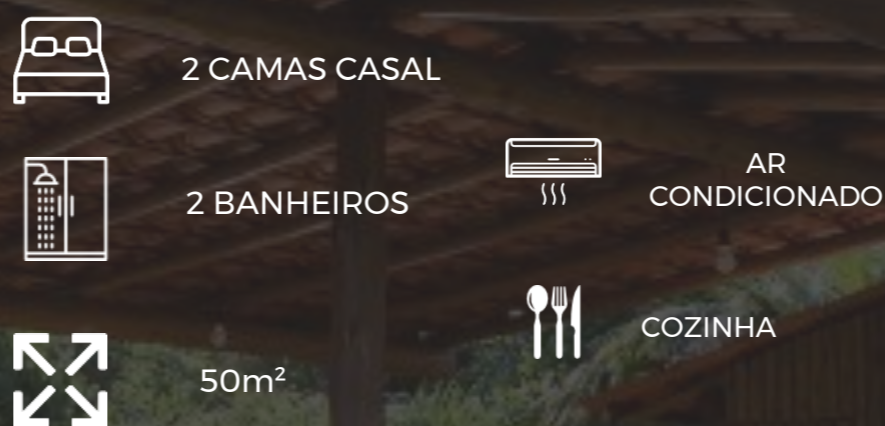 2 CAMAS CASAL
2 BANHEIROS
50m²
AR
CONDICIONADO
COZINHA